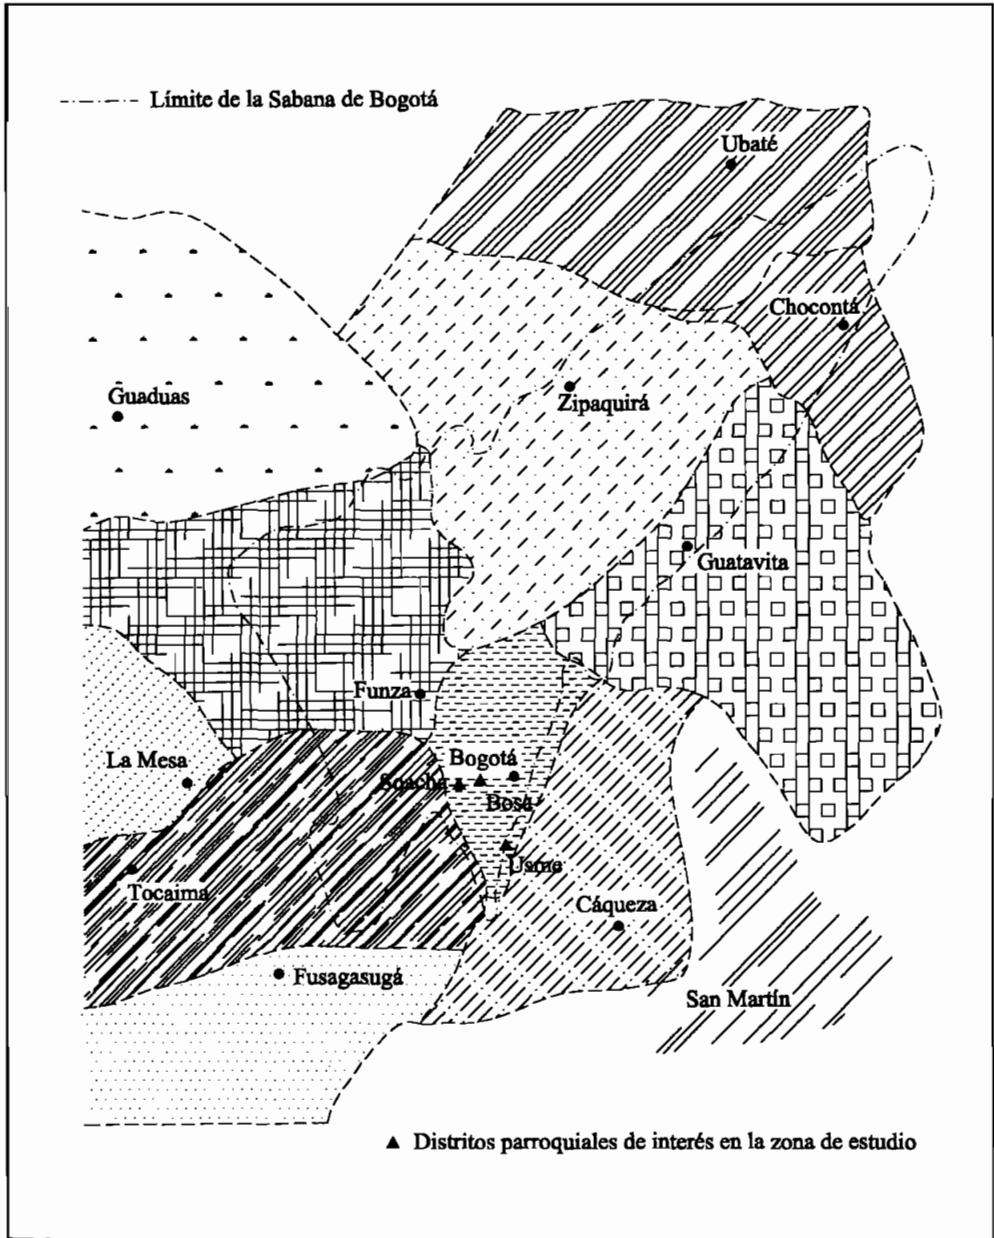 Límite de la Sabana de Bogotá
Ubaté
Chocontá
Guaduas
Zipaquirá
Guatavita
Funza
La Mesa
Bogotá
Soacha
Bosa
Usme
Tocaima
Cáqueza
Fusagasugá
San Martín
Distritos parroquiales de interés en la zona de estudio